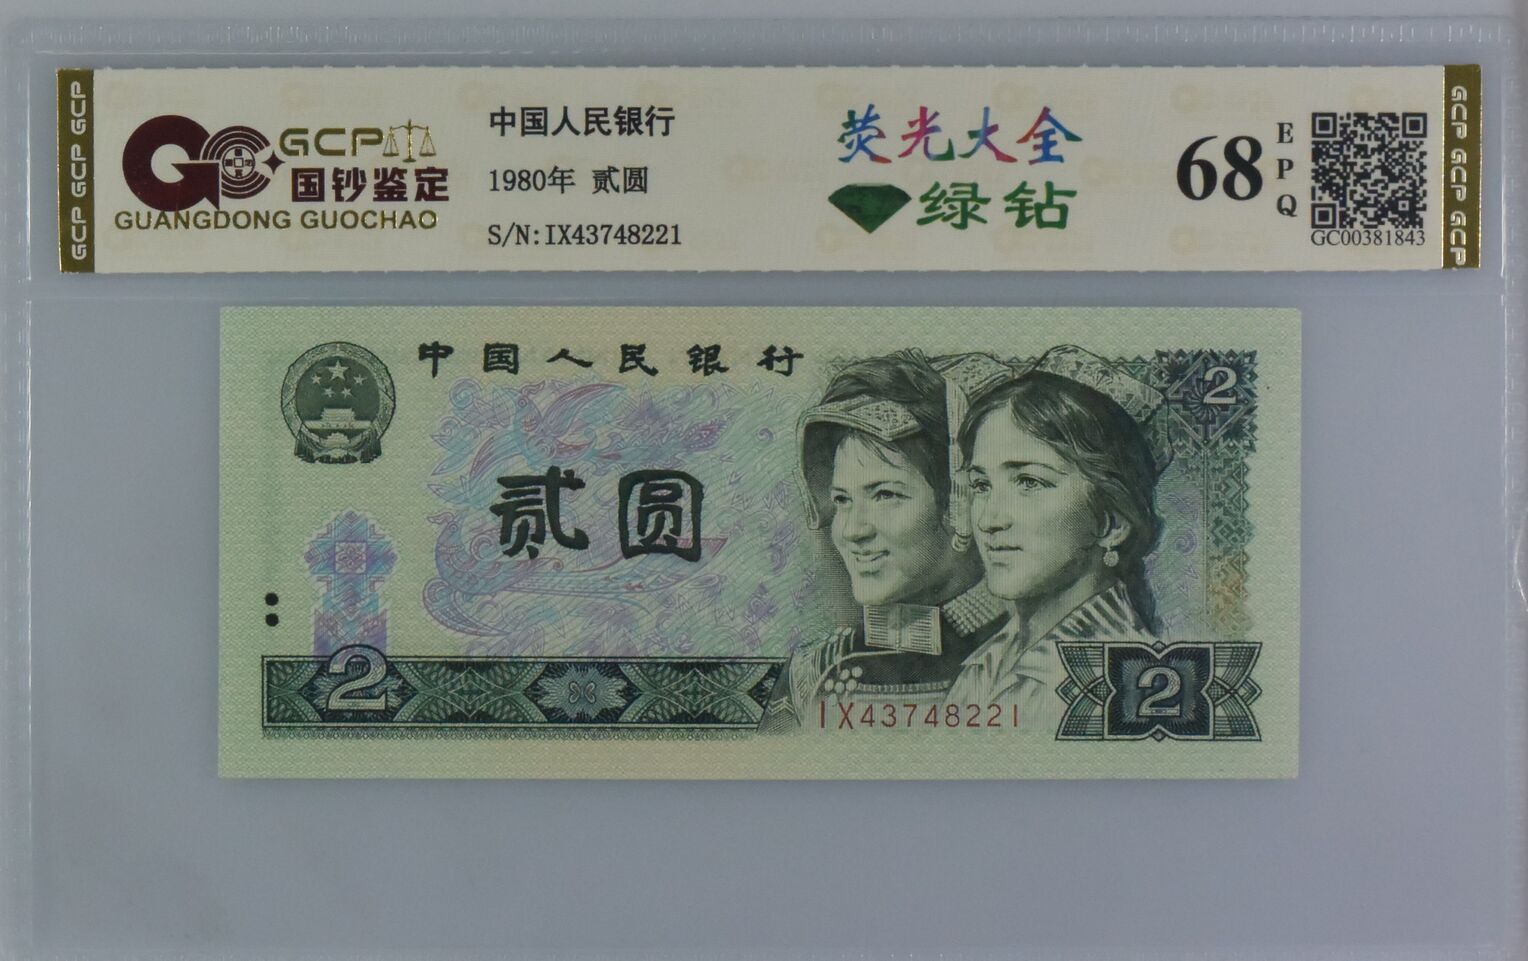 GCP GCP GCP
GCP
国钞鉴定
GUANGDONG GUOCHAO
中国人民银行
1980年 贰圆
S/N:IX43748221
荧光大全
绿钻
68
EPQ
GC00381843
GCP GCP GCP GCP
中国人民银行
2
贰圆
2
2
IX43748221